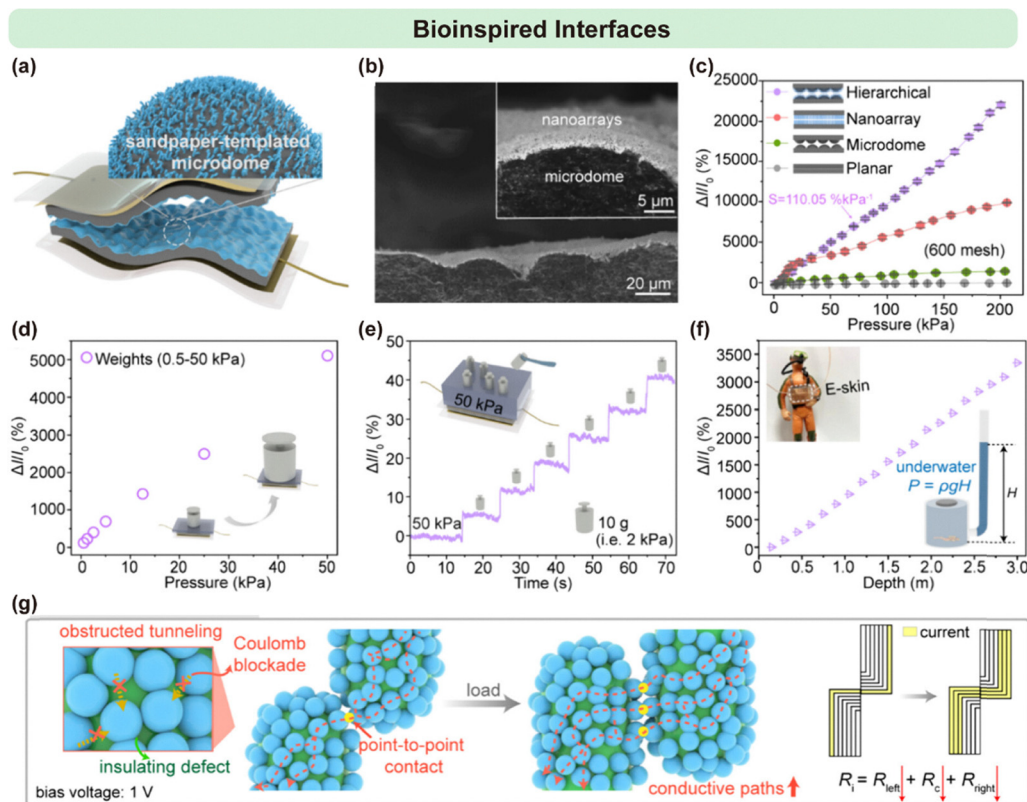 Bioinspired Interfaces
(a)
sandpaper-templated
microdome
(b)
nanoarrays
microdome
5 μm
20 μm
(c)
25000
20000
15000
10000
5000
0
ΔI/I0 (%)
Hierarchical
Nanoarray
Microdome
Planar
S=110.05 %kPa-1
(600 mesh)
0 50 100 150 200
Pressure (kPa)
(d)
5000
4000
3000
2000
1000
0
ΔI/I0 (%)
Weights (0.5-50 kPa)
0 10 20 30 40 50
Pressure (kPa)
(e)
50
40
30
20
10
0
ΔI/I0 (%)
50 kPa
50 kPa
10 g
(i.e. 2 kPa)
0 10 20 30 40 50 60 70
Time (s)
(f)
3500
3000
2500
2000
1500
1000
500
0
ΔI/I0 (%)
E-skin
underwater
P = ρgH
H
0.0 0.5 1.0 1.5 2.0 2.5 3.0
Depth (m)
(g)
obstructed tunneling
Coulomb
blockade
insulating defect
bias voltage: 1 V
point-to-point
contact
load
conductive paths
current
Ri = Rleft + Rc + Rright